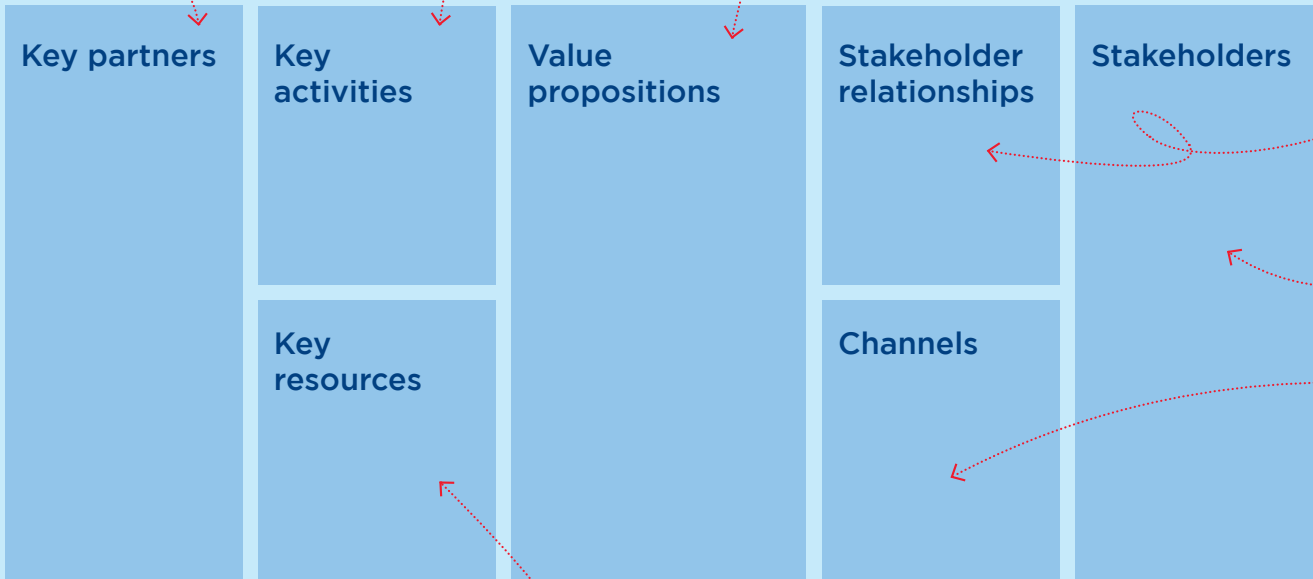 Key partners
Key
activities
Value
propositions
Stakeholder
relationships
Stakeholders
Key
resources
Channels